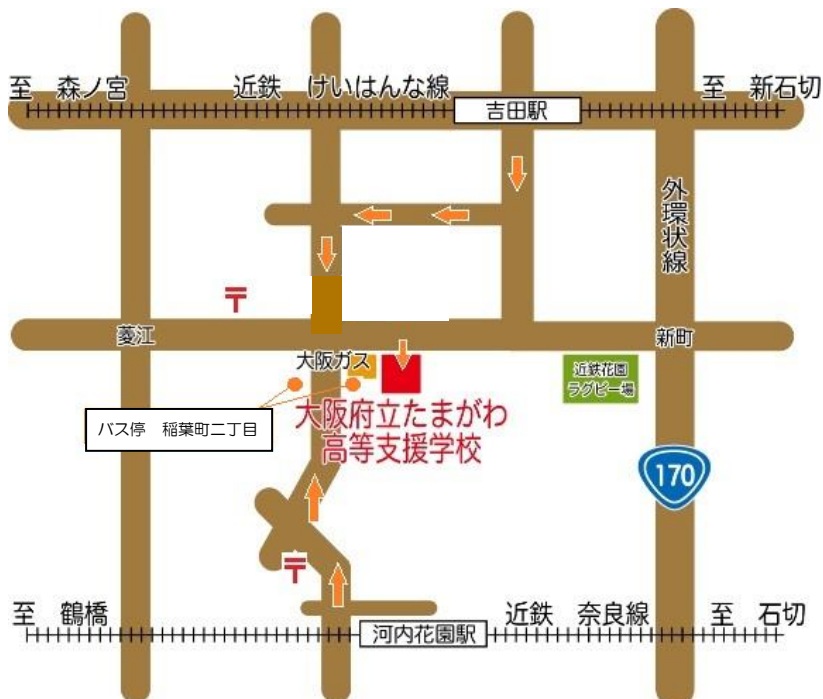 至 森ノ宮 近鉄 けいはんな線 至 新石切
吉田駅
外環状線
〒
菱江
新町
大阪ガス
近鉄花園
ラグビー場
バス停 稲葉町二丁目
大阪府立たまがわ
高等支援学校
170
〒
至 鶴橋 近鉄 奈良線 至 石切
河内花園駅